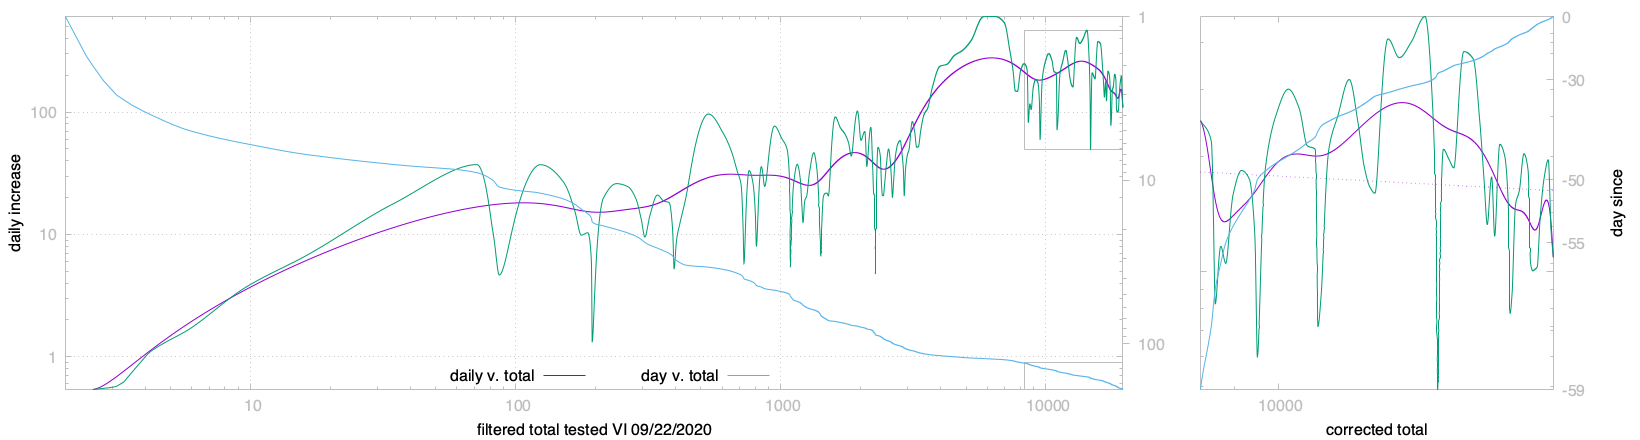 daily increase
100
10
1
10
100
1000
10000
1
10
100
daily v. total
day v. total
filtered total tested VI 09/22/2020
0
-30
-50
-55
-59
day since
10000
corrected total